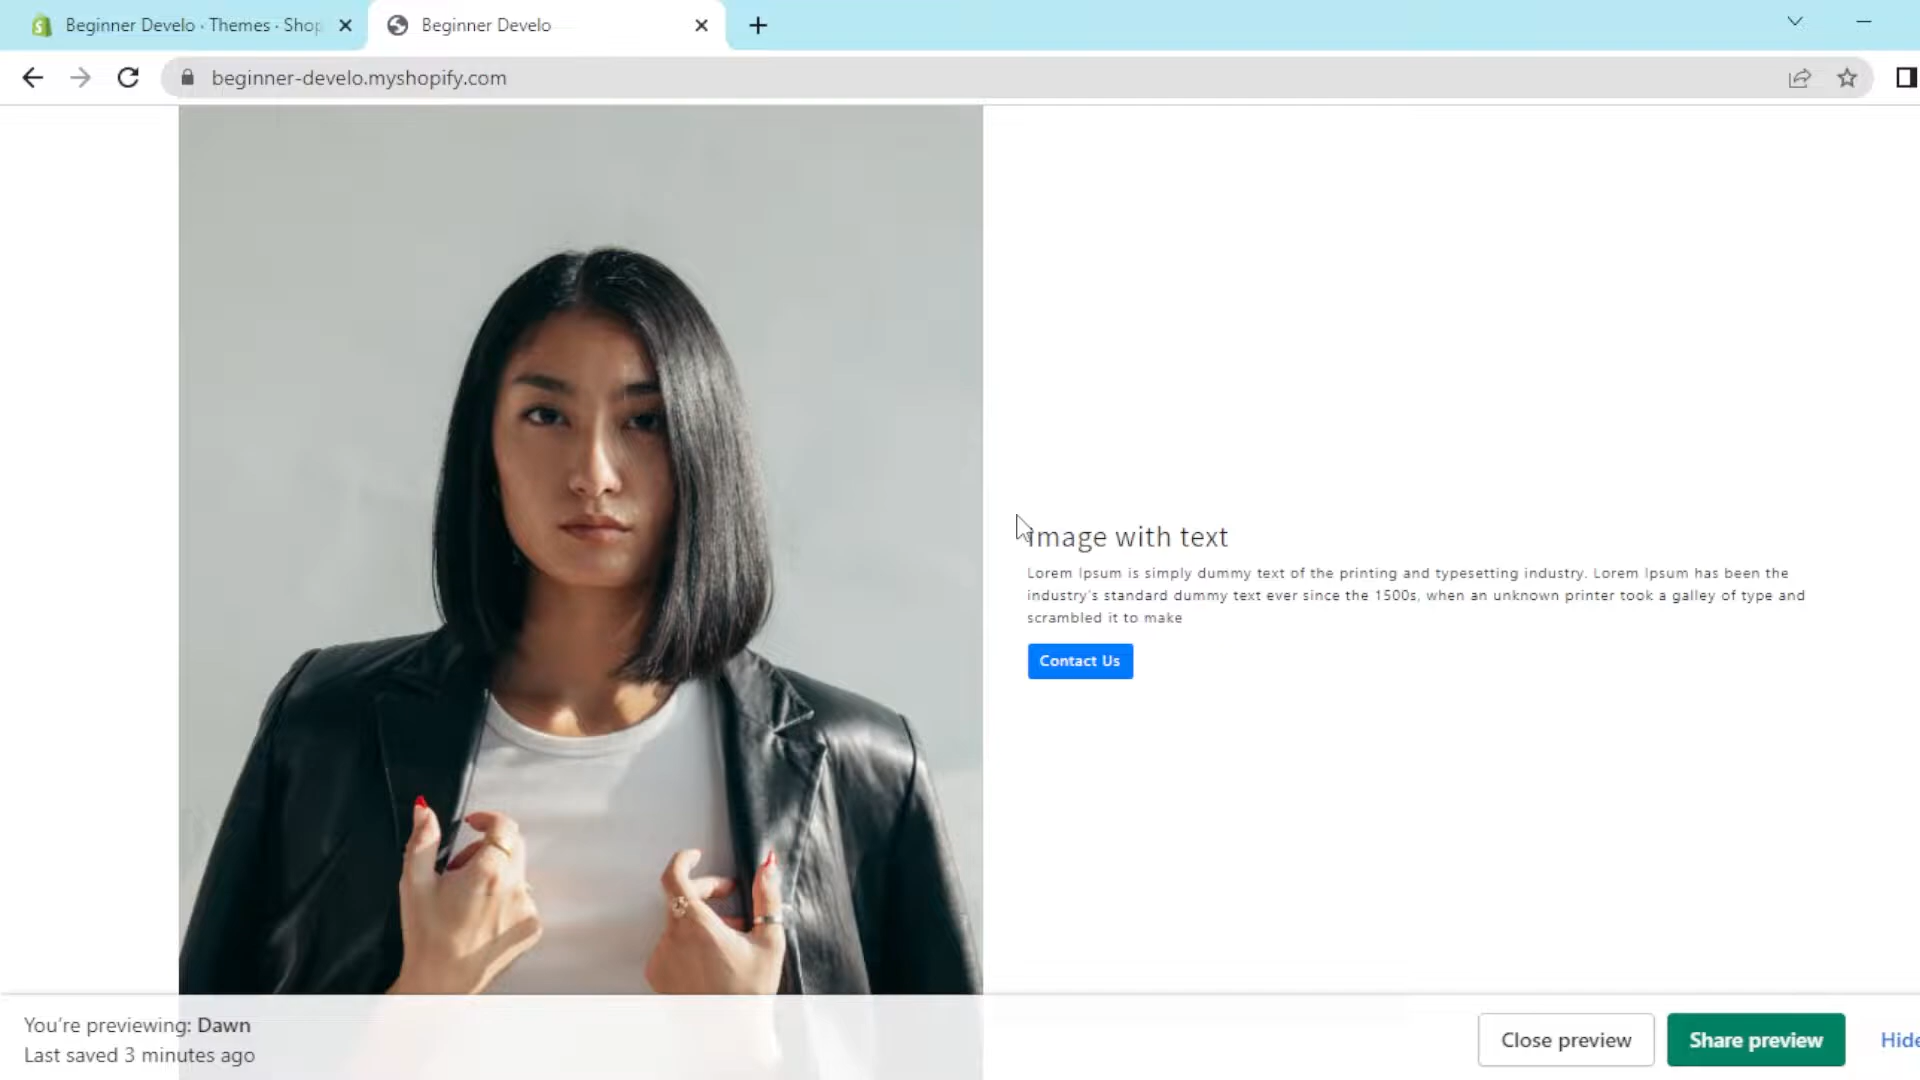 Beginner Develo · Themes · Shop
Beginner Develo
beginner-develo.myshopify.com
Image with text
Lorem Ipsum is simply dummy text of the printing and typesetting industry. Lorem Ipsum has been the
industry's standard dummy text ever since the 1500s, when an unknown printer took a galley of type and
scrambled it to make
Contact Us
You're previewing: Dawn
Last saved 3 minutes ago
Close preview
Share preview
Hide